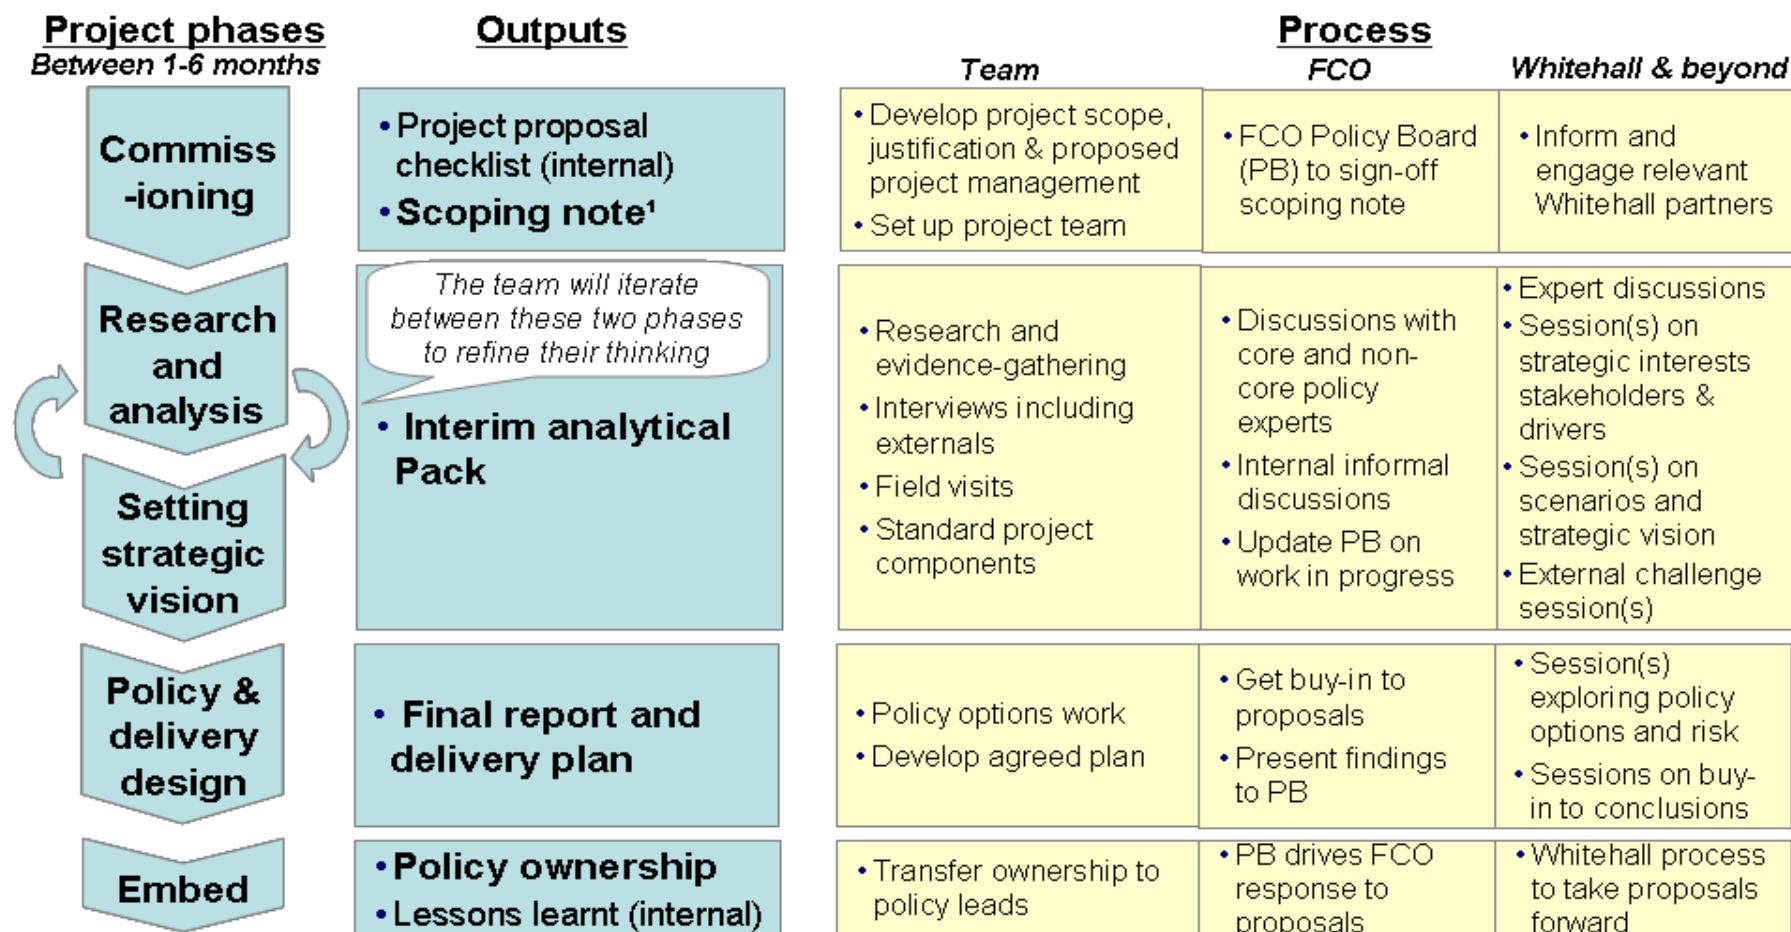 Project phases
Between 1-6 months
Outputs
Process
Team
FCO
Whitehall & beyond
Commiss
-ioning
• Project proposal
checklist (internal)
• Scoping note¹
• Develop project scope,
justification & proposed
project management
• Set up project team
• FCO Policy Board
(PB) to sign-off
scoping note
• Inform and
engage relevant
Whitehall partners
Research
and
analysis
Setting
strategic
vision
The team will iterate
between these two phases
to refine their thinking
• Interim analytical
Pack
• Research and
evidence-gathering
• Interviews including
externals
• Field visits
• Standard project
components
• Discussions with
core and non-
core policy
experts
• Internal informal
discussions
• Update PB on
work in progress
• Expert discussions
• Session(s) on
strategic interests
stakeholders &
drivers
• Session(s) on
scenarios and
strategic vision
• External challenge
session(s)
Policy &
delivery
design
• Final report and
delivery plan
• Policy options work
• Develop agreed plan
• Get buy-in to
proposals
• Present findings
to PB
• Session(s)
exploring policy
options and risk
• Sessions on buy-
in to conclusions
Embed
• Policy ownership
• Lessons learnt (internal)
• Transfer ownership to
policy leads
• PB drives FCO
response to
proposals
• Whitehall process
to take proposals
forward